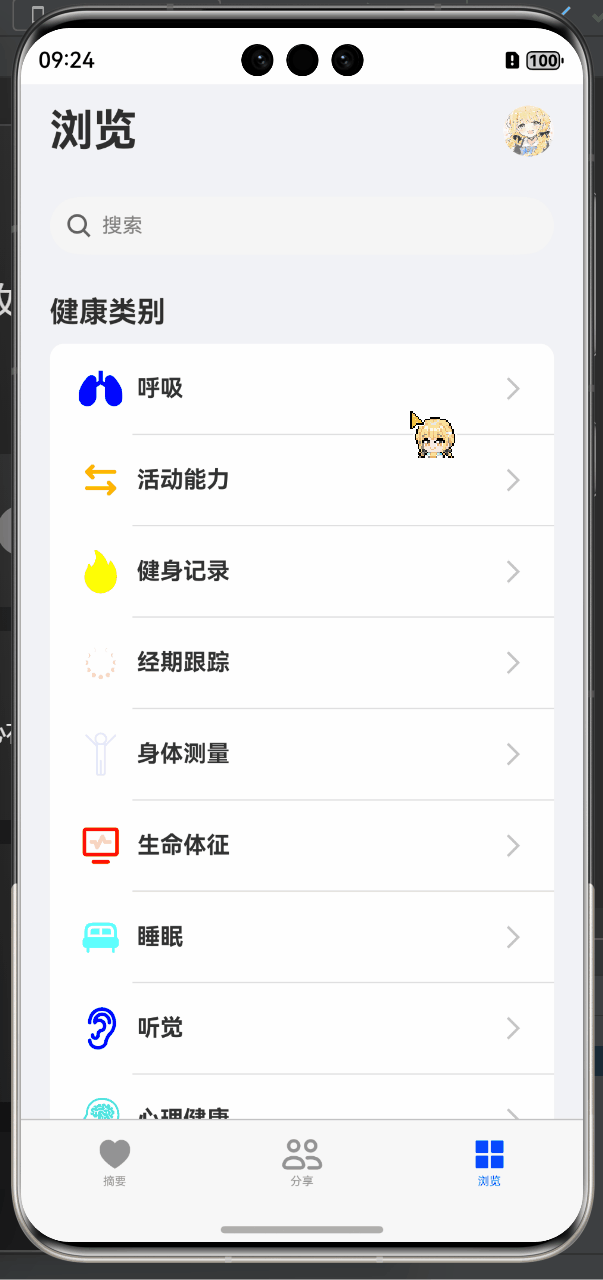 09:24
100
浏览
搜索
健康类别
呼吸
活动能力
健身记录
经期跟踪
身体测量
生命体征
睡眠
听觉
心理健康
摘要
分享
浏览